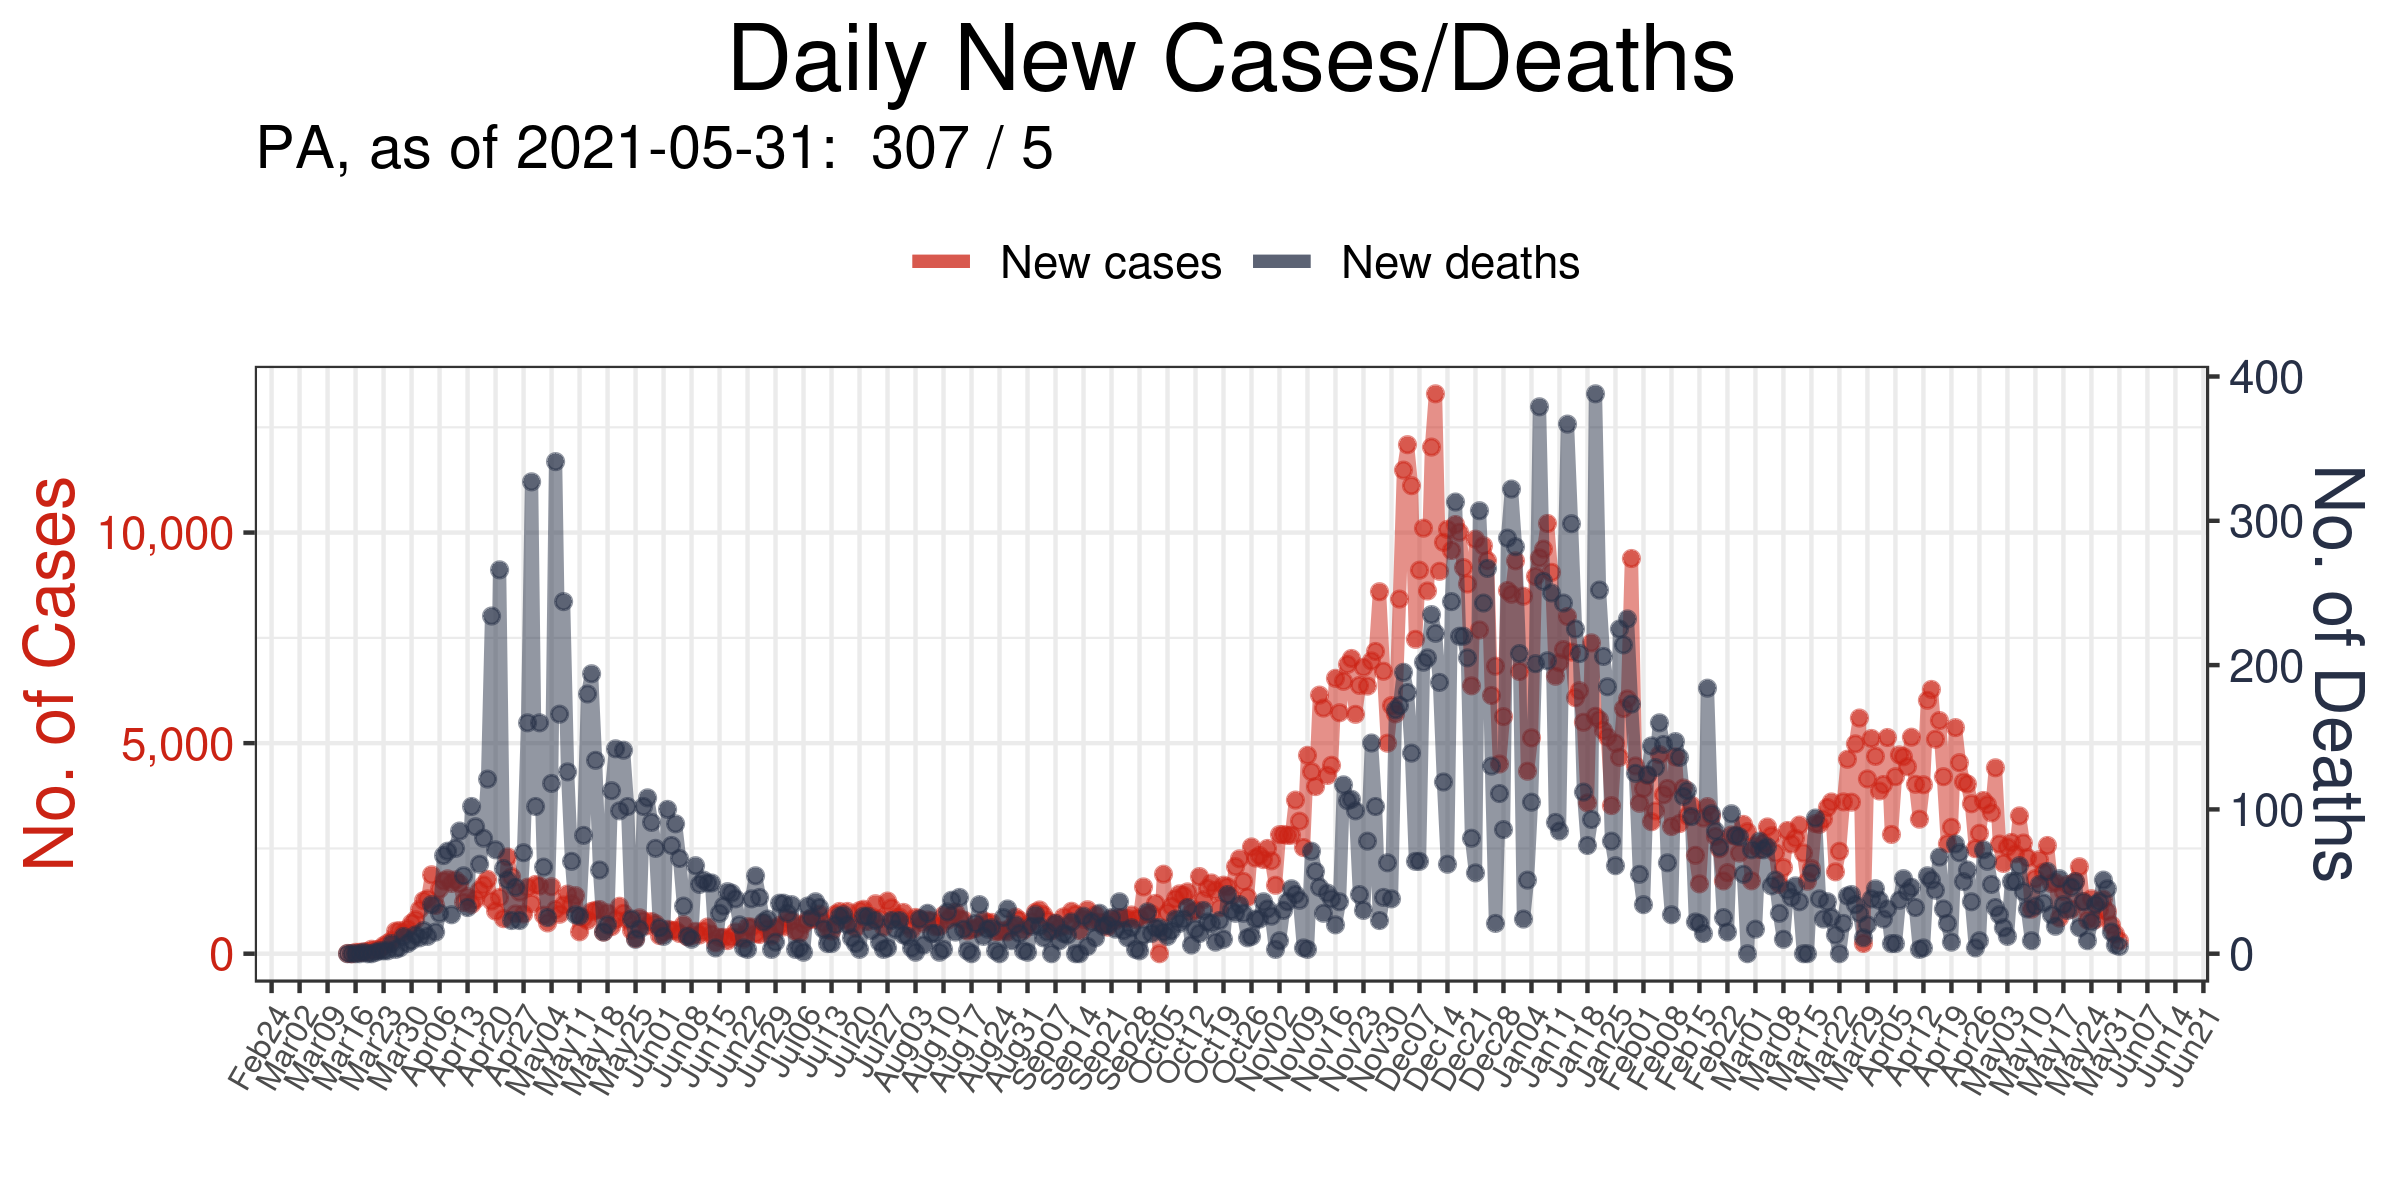 Daily New Cases/Deaths
PA, as of 2021-05-31:  307 / 5
New cases New deaths
No. of Cases
10,000
5,000
0
400
300
200
100
0
No. of Deaths
Feb24 Mar02 Mar09 Mar16 Mar23 Mar30 Apr06 Apr13 Apr20 Apr27 May04 May11 May18 May25 Jun01 Jun08 Jun15 Jun22 Jun29 Jul06 Jul13 Jul20 Jul27 Aug03 Aug10 Aug17 Aug24 Aug31 Sep07 Sep14 Sep21 Sep28 Oct05 Oct12 Oct19 Oct26 Nov02 Nov09 Nov16 Nov23 Nov30 Dec07 Dec14 Dec21 Dec28 Jan04 Jan11 Jan18 Jan25 Feb01 Feb08 Feb15 Feb22 Mar01 Mar08 Mar15 Mar22 Mar29 Apr05 Apr12 Apr19 Apr26 May03 May10 May17 May24 May31 Jun07 Jun14 Jun21